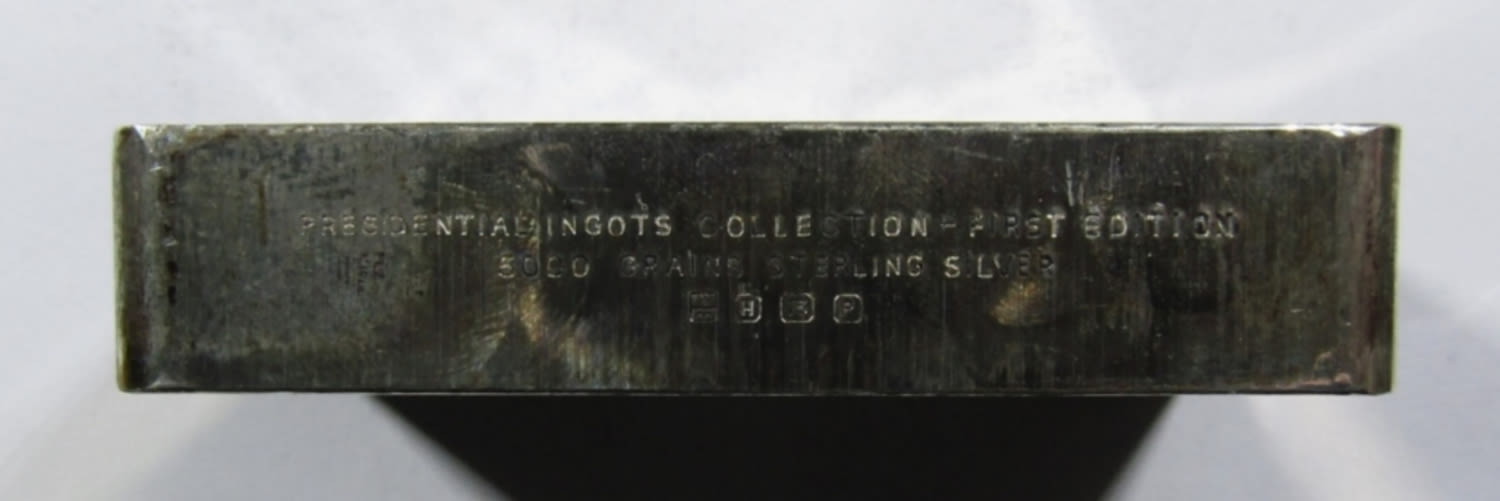 PRESIDENTIAL INGOTS COLLECTION - FIRST EDITION
5000 GRAINS STERLING SILVER
H P